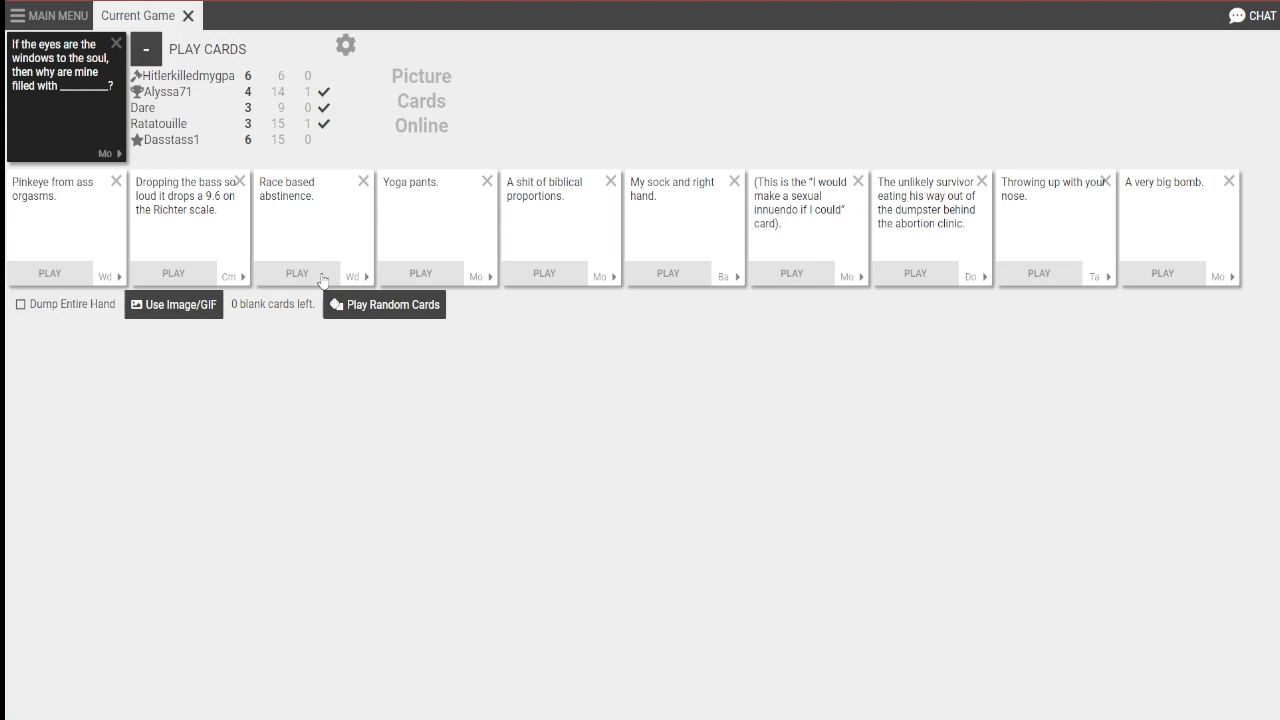 MAIN MENU
Current Game
CHAT
If the eyes are the
windows to the soul,
then why are mine
filled with ________?
Mo
-
PLAY CARDS
Hitlerkilledmygpa 6 6 0
Alyssa71 4 14 1
Dare 3 9 0
Ratatouille 3 15 1
Dasstass1 6 15 0
Picture
Cards
Online
Pinkeye from ass
orgasms.
PLAY
Wd
Dropping the bass so
loud it drops a 9.6 on
the Richter scale.
PLAY
Cm
Race based
abstinence.
PLAY
Wd
Yoga pants.
PLAY
Mo
A shit of biblical
proportions.
PLAY
Mo
My sock and right
hand.
PLAY
Ba
(This is the “I would
make a sexual
innuendo if I could”
card).
PLAY
Mo
The unlikely survivor
eating his way out of
the dumpster behind
the abortion clinic.
PLAY
Do
Throwing up with your
nose.
PLAY
Ta
A very big bomb.
PLAY
Mo
Dump Entire Hand
Use Image/GIF
0 blank cards left.
Play Random Cards